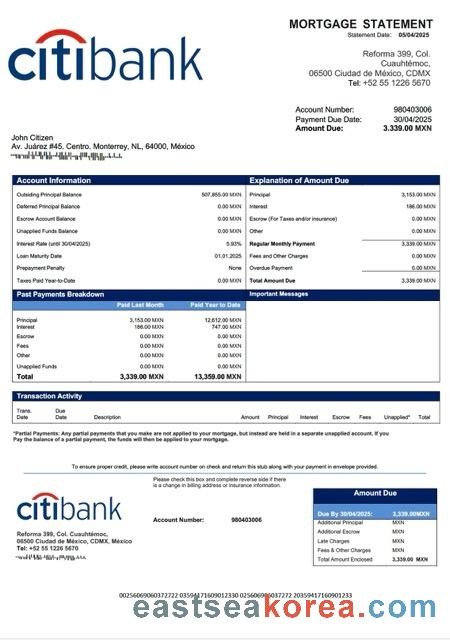 citibank
MORTGAGE STATEMENT
Statement Date: 05/04/2025
Reforma 399, Col.
Cuauhtémoc,
06500 Ciudad de México, CDMX
Tel: +52 55 1226 5670
Account Number: 980403006
Payment Due Date: 30/04/2025
Amount Due: 3.339.00 MXN
John Citizen
Av. Juárez #45, Centro, Monterrey, NL, 64000, México
Account Information
Outsiding Principal Balance 507,855.00 MXN
Deferred Principal Balance 0.00 MXN
Escrow Account Balance 0.00 MXN
Unapplied Funds Balance 0.00 MXN
Interest Rate (until 30/04/2025) 5.93%
Loan Maturity Date 01.01.2025
Prepayment Penalty None
Taxes Paid Year-to-Date 0.00 MXN
Explanation of Amount Due
Principal 3,153.00 MXN
Interest 186.00 MXN
Escrow (For Taxes and/or insurance) 0.00 MXN
Other 0.00 MXN
Regular Monthly Payment 3,339.00 MXN
Fees and Other Charges 0.00 MXN
Overdue Payment 0.00 MXN
Total Amount Due 3,339.00 MXN
Past Payments Breakdown
Paid Last Month Paid Year to Date
Principal 3,153.00 MXN 12,612.00 MXN
Interest 186.00 MXN 747.00 MXN
Escrow 0.00 MXN 0.00 MXN
Fees 0.00 MXN 0.00 MXN
Other 0.00 MXN 0.00 MXN
Unapplied Funds 0.00 MXN 0.00 MXN
Total 3,339.00 MXN 13,359.00 MXN
Important Messages
Transaction Activity
Trans. Date Due Date Description Amount Principal Interest Escrow Fees Unapplied* Total
*Partial Payments: Any partial payments that you make are not applied to your mortgage, but instead are held in a separate unapplied account. If you
Pay the balance of a partial payment, the funds will then be applied to your mortgage.
To ensure proper credit, please write account number on check and return this stub along with your payment in envelope provided.
Please check this box and complete reverse side if there
is a change in billing address or insurance information.
citibank
Account Number: 980403006
Reforma 399, Col. Cuauhtémoc,
06500 Ciudad de México, CDMX, México
Tel: +52 55 1226 5670
Amount Due
Due By 30/04/2025: 3,339.00MXN
Additional Principal MXN
Additional Escrow MXN
Late Charges MXN
Fees & Other Charges MXN
Total Amount Enclosed 3,339.00 MXN
eastseakorea.com